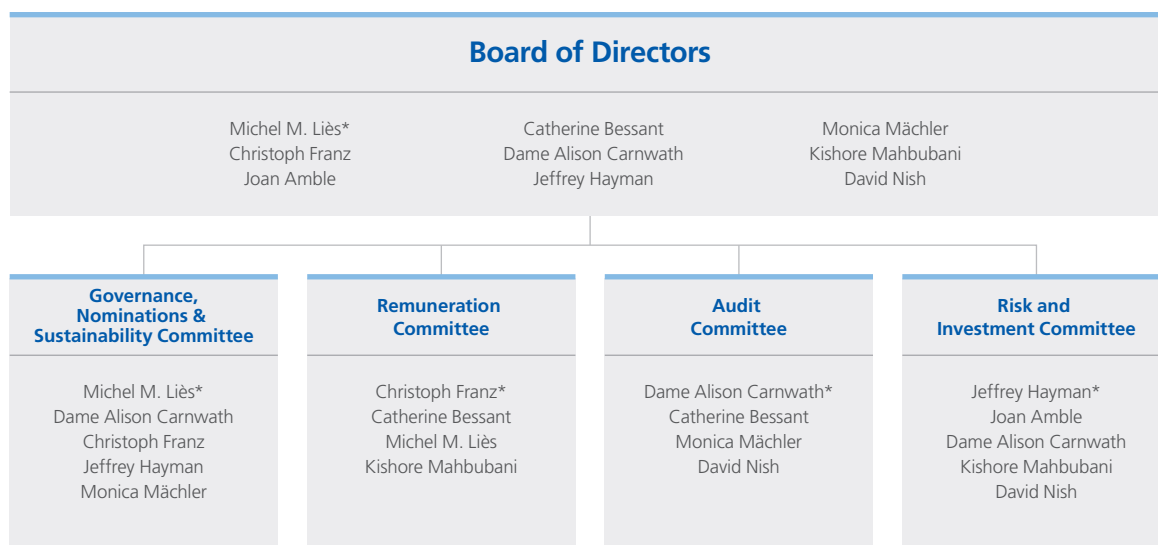 Board of Directors
Michel M. Liès*
Christoph Franz
Joan Amble
Catherine Bessant
Dame Alison Carnwath
Jeffrey Hayman
Monica Mächler
Kishore Mahbubani
David Nish
Governance,
Nominations &
Sustainability Committee
Michel M. Liès*
Dame Alison Carnwath
Christoph Franz
Jeffrey Hayman
Monica Mächler
Remuneration
Committee
Christoph Franz*
Catherine Bessant
Michel M. Liès
Kishore Mahbubani
Audit
Committee
Dame Alison Carnwath*
Catherine Bessant
Monica Mächler
David Nish
Risk and
Investment Committee
Jeffrey Hayman*
Joan Amble
Dame Alison Carnwath
Kishore Mahbubani
David Nish